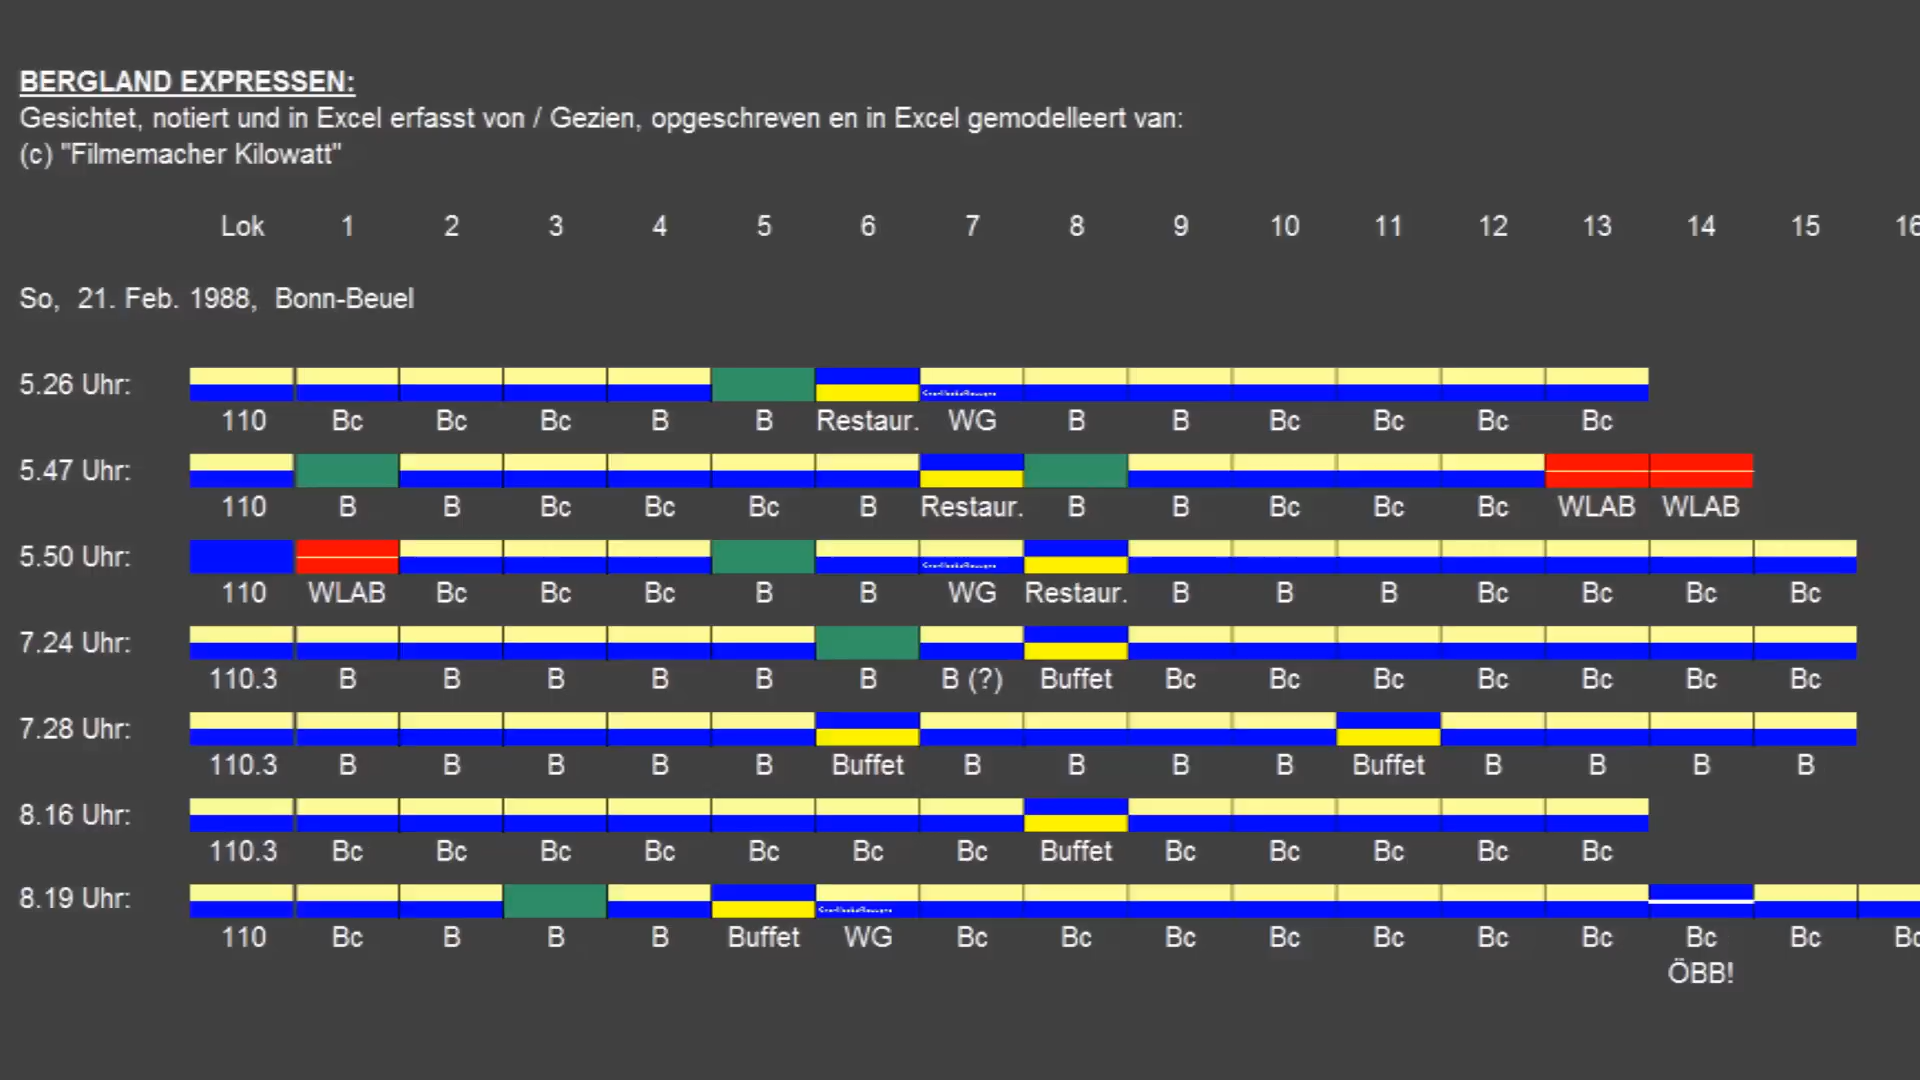 BERGLAND EXPRESSEN:
Gesichtet, notiert und in Excel erfasst von / Gezien, opgeschreven en in Excel gemodelleert van:
(c) "Filmemacher Kilowatt"
Lok 1 2 3 4 5 6 7 8 9 10 11 12 13 14 15 16
So, 21. Feb. 1988, Bonn-Beuel
5.26 Uhr:
110 Bc Bc Bc B B Restaur. WG B B Bc Bc Bc Bc
5.47 Uhr:
110 B B Bc Bc Bc B Restaur. B B Bc Bc Bc WLAB WLAB
5.50 Uhr:
110 WLAB Bc Bc Bc B B WG Restaur. B B B Bc Bc Bc Bc
7.24 Uhr:
110.3 B B B B B B B (?) Buffet Bc Bc Bc Bc Bc Bc Bc
7.28 Uhr:
110.3 B B B B B Buffet B B B B Buffet B B B B
8.16 Uhr:
110.3 Bc Bc Bc Bc Bc Bc Bc Buffet Bc Bc Bc Bc Bc
8.19 Uhr:
110 Bc B B B Buffet WG Bc Bc Bc Bc Bc Bc Bc Bc Bc Bc
ÖBB!